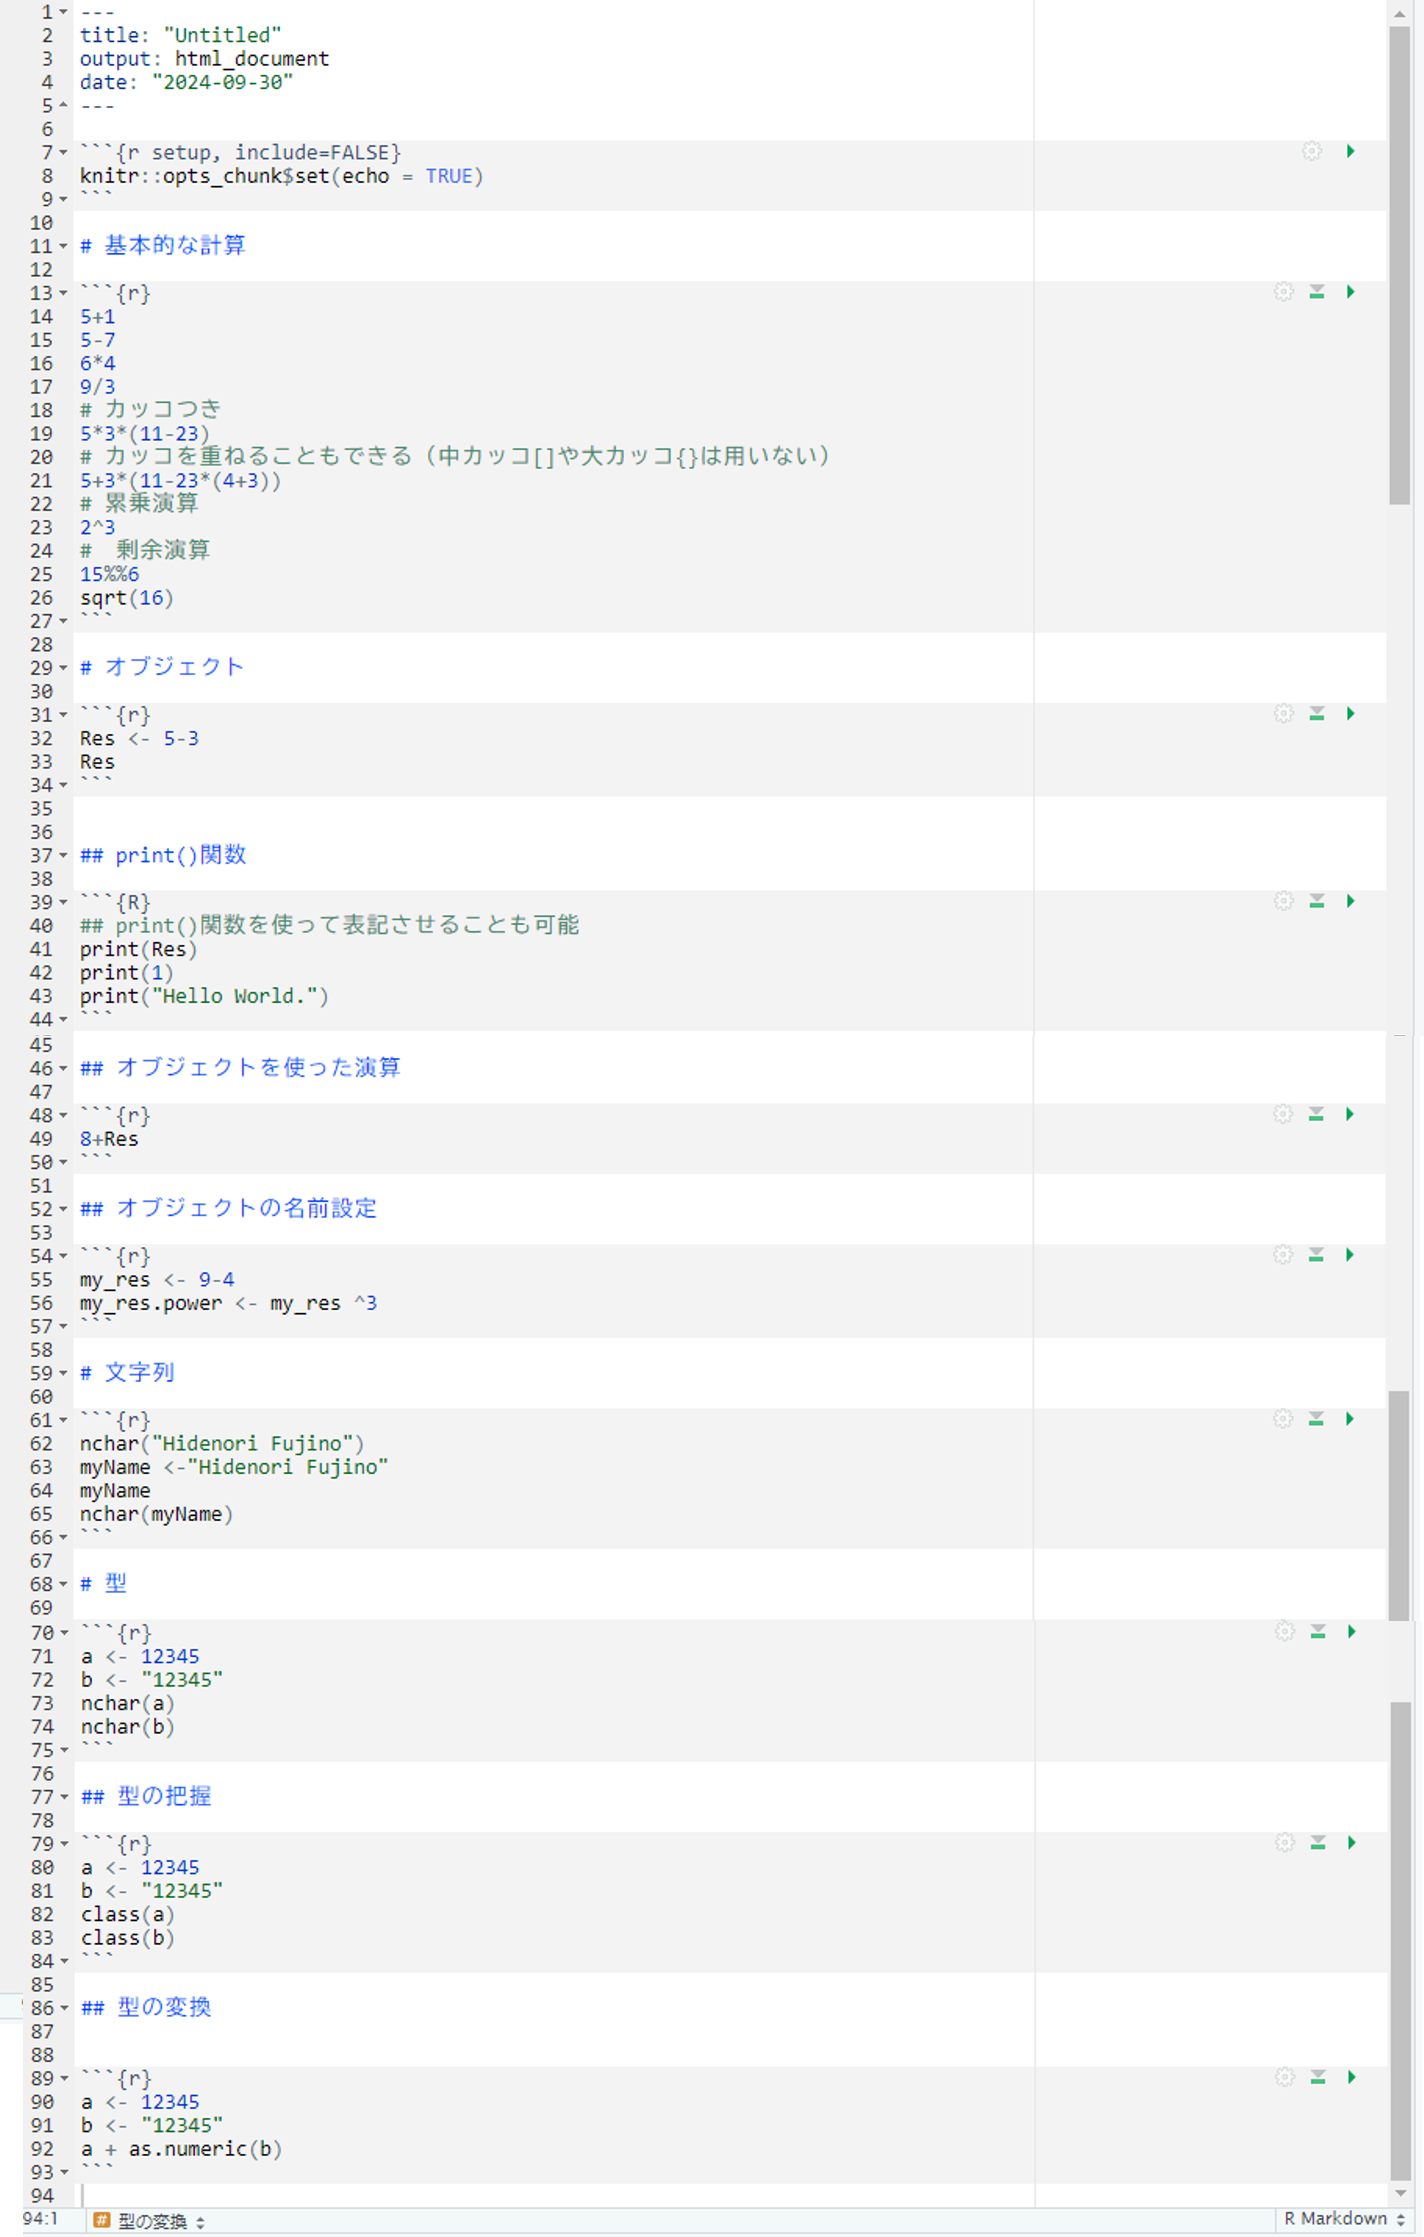 1 ---
2 title: "Untitled"
3 output: html_document
4 date: "2024-09-30"
5 ---
6
7 ```{r setup, include=FALSE}
8 knitr::opts_chunk$set(echo = TRUE)
9 ```
10
11 # 基本的な計算
12
13 ```{r}
14 5+1
15 5-7
16 6*4
17 9/3
18 # カッコつき
19 5*3*(11-23)
20 # カッコを重ねることもできる（中カッコ[]や大カッコ{}は用いない）
21 5+3*(11-23*(4+3))
22 # 累乗演算
23 2^3
24 #　剰余演算
25 15%%6
26 sqrt(16)
27 ```
28
29 # オブジェクト
30
31 ```{r}
32 Res <- 5-3
33 Res
34 ```
35
36
37 ## print()関数
38
39 ```{R}
40 ## print()関数を使って表記させることも可能
41 print(Res)
42 print(1)
43 print("Hello World.")
44 ```
45
46 ## オブジェクトを使った演算
47
48 ```{r}
49 8+Res
50 ```
51
52 ## オブジェクトの名前設定
53
54 ```{r}
55 my_res <- 9-4
56 my_res.power <- my_res ^3
57 ```
58
59 # 文字列
60
61 ```{r}
62 nchar("Hidenori Fujino")
63 myName <-"Hidenori Fujino"
64 myName
65 nchar(myName)
66 ```
67
68 # 型
69
70 ```{r}
71 a <- 12345
72 b <- "12345"
73 nchar(a)
74 nchar(b)
75 ```
76
77 ## 型の把握
78
79 ```{r}
80 a <- 12345
81 b <- "12345"
82 class(a)
83 class(b)
84 ```
85
86 ## 型の変換
87
88
89 ```{r}
90 a <- 12345
91 b <- "12345"
92 a + as.numeric(b)
93 ```
94
94:1 # 型の変換 R Markdown